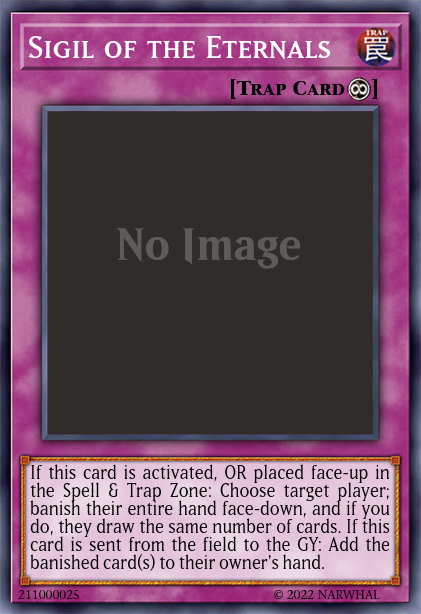 Sigil of the Eternals
TRAP
罠
[Trap Card ♾]
No Image
If this card is activated, OR placed face-up in
the Spell & Trap Zone: Choose target player;
banish their entire hand face-down, and if you
do, they draw the same number of cards. If this
card is sent from the field to the GY: Add the
banished card(s) to their owner's hand.
211000025
© 2022 NARWHAL